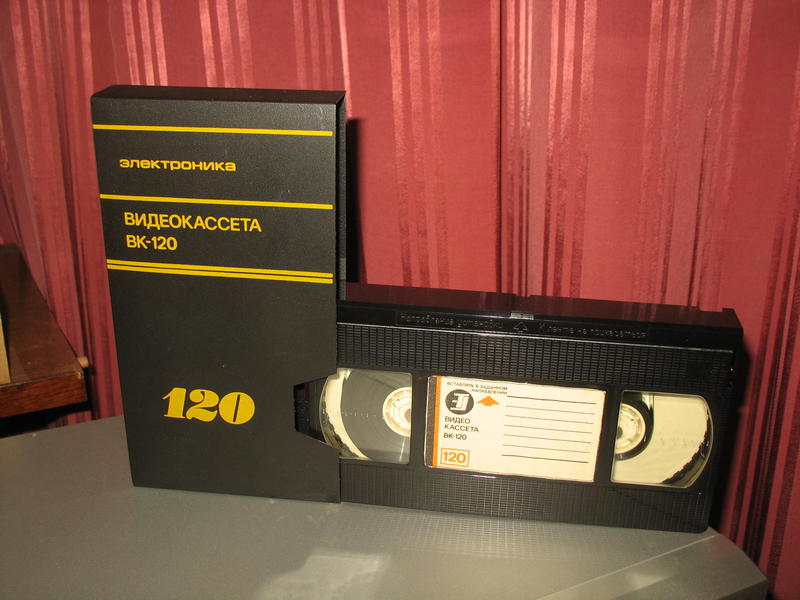 электроника
ВИДЕОКАССЕТА
ВК-120
120
Направление установки К ленте не прикасаться
ВСТАВЛЯТЬ В ЗАДАННОМ
НАПРАВЛЕНИИ
ВИДЕО
КАССЕТА
ВК-120
120